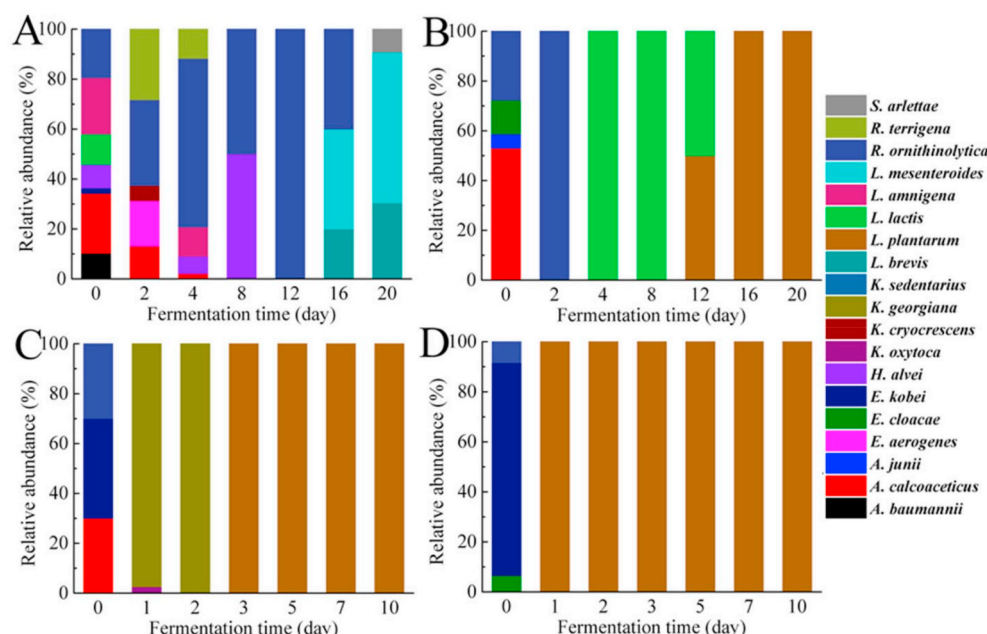 A
Relative abundance (%)
100
80
60
40
20
0
0 2 4 8 12 16 20
Fermentation time (day)
B
Relative abundance (%)
100
80
60
40
20
0
0 2 4 8 12 16 20
Fermentation time (day)
C
Relative abundance (%)
100
80
60
40
20
0
0 1 2 3 5 7 10
Fermentation time (day)
D
Relative abundance (%)
100
80
60
40
20
0
0 1 2 3 5 7 10
Fermentation time (day)
S. arlettae
R. terrigena
R. ornithinolytica
L. mesenteroides
L. amnigena
L. lactis
L. plantarum
L. brevis
K. sedentarius
K. georgiana
K. cryocrescens
K. oxytoca
H. alvei
E. kobei
E. cloacae
E. aerogenes
A. junii
A. calcoaceticus
A. baumannii